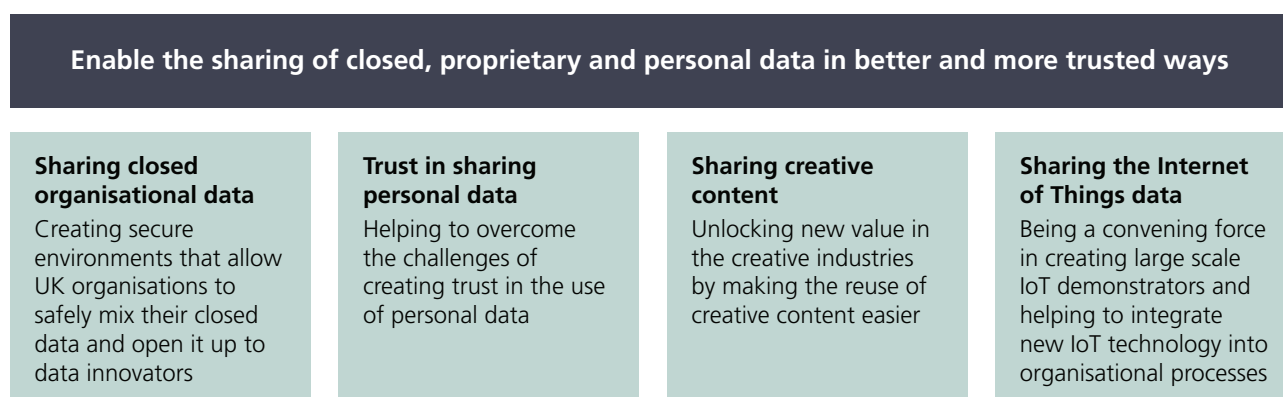 Enable the sharing of closed, proprietary and personal data in better and more trusted ways
Sharing closed
organisational data
Creating secure
environments that allow
UK organisations to
safely mix their closed
data and open it up to
data innovators
Trust in sharing
personal data
Helping to overcome
the challenges of
creating trust in the use
of personal data
Sharing creative
content
Unlocking new value in
the creative industries
by making the reuse of
creative content easier
Sharing the Internet
of Things data
Being a convening force
in creating large scale
IoT demonstrators and
helping to integrate
new IoT technology into
organisational processes